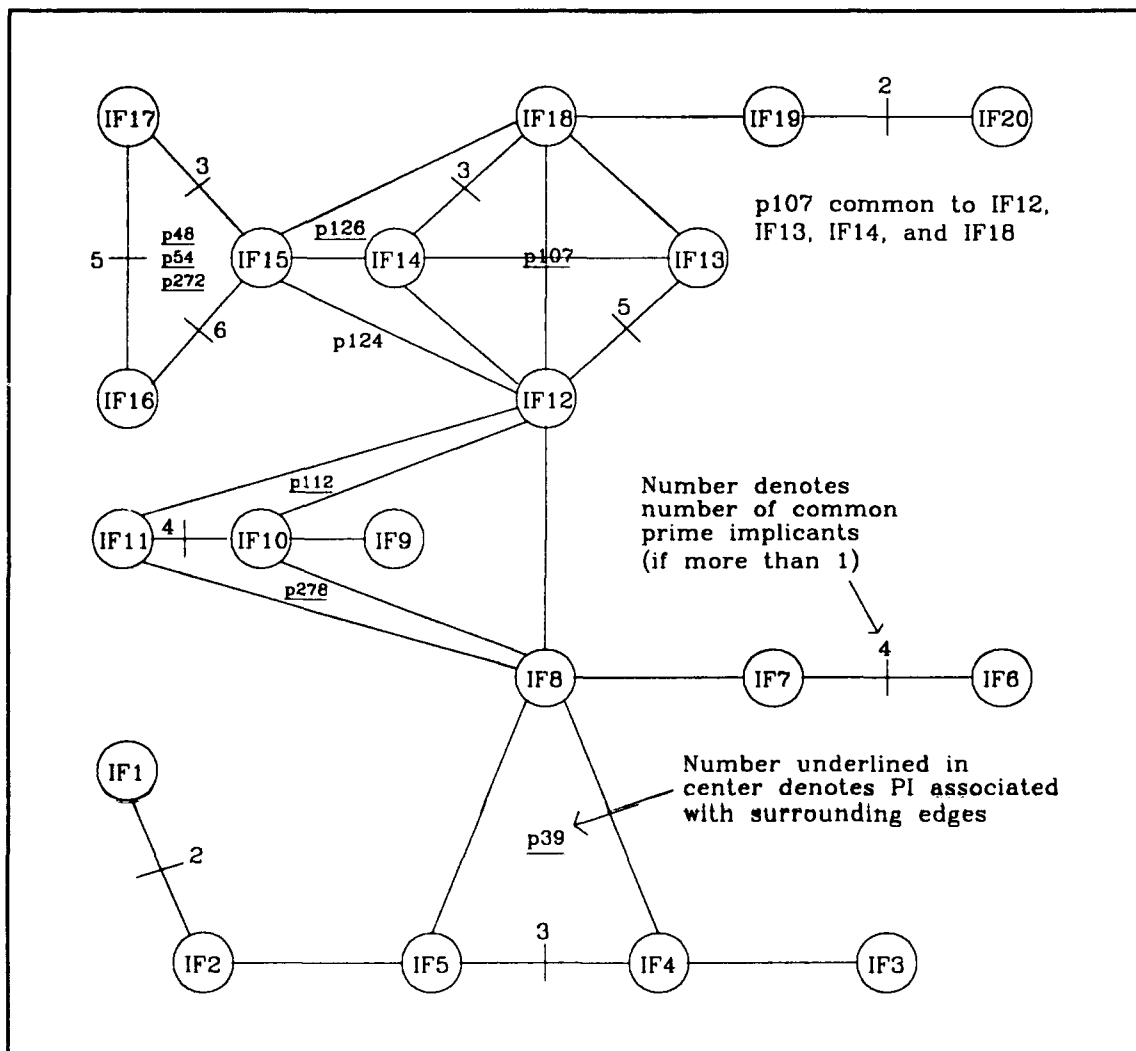 2
IF17
IF18
IF19
IF20
3
3
p107 common to IF12,
IF13, IF14, and IF18
p126
p48
5
p54
IF15
IF14
p107
IF13
p272
5
6
p124
IF16
IF12
p112
Number denotes
number of common
prime implicants
(if more than 1)
4
IF11
IF10
IF9
p278
4
IF8
IF7
IF6
IF1
Number underlined in
center denotes PI associated
with surrounding edges
p39
2
3
IF2
IF5
IF4
IF3